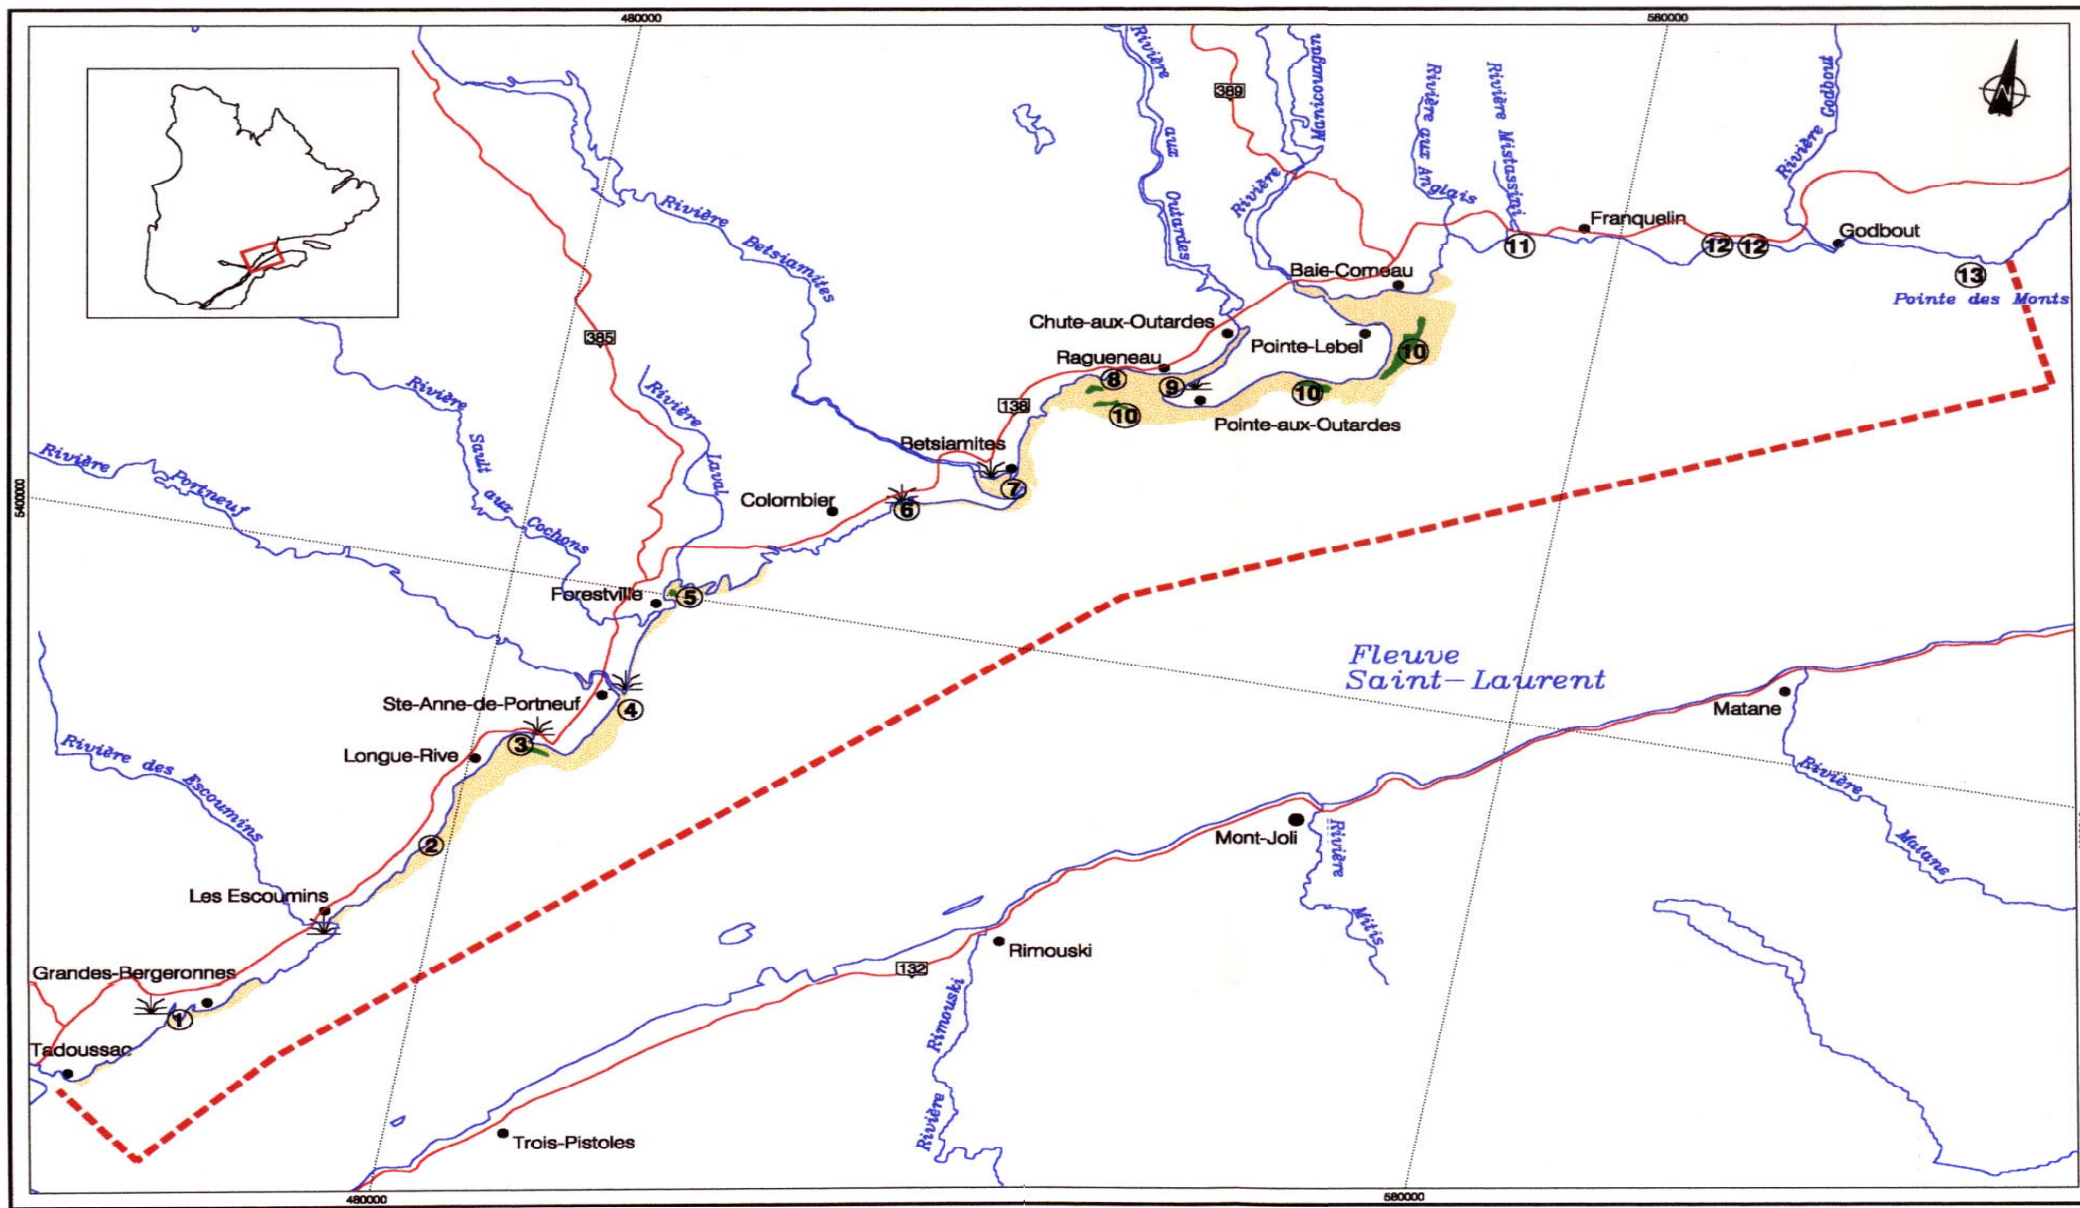 480000
580000
N
389
Rivière
aux
Outardes
Rivière
Manicouagan
Rivière aux Anglais
Rivière Mistassini
Rivière Godbout
Rivière
Betsiamites
Franquelin
11
12
12
Godbout
13
Pointe des Monts
Baie-Comeau
Chute-aux-Outardes
Pointe-Lebel
385
Ragueneau
8
9
10
10
10
Pointe-aux-Outardes
138
Rivière
Laval
Rivière
Sault
aux
Cochons
Betsiamites
7
Rivière
Portneuf
540000
Colombier
6
Forestville
5
Fleuve
Saint-Laurent
Ste-Anne-de-Portneuf
4
Matane
3
Longue-Rive
Rivière des Escoumins
Rivière
Matane
Mont-Joli
2
Rivière
Mitis
Les Escoumins
Rimouski
132
Grandes-Bergeronnes
1
Rivière
Rimouski
Tadoussac
Trois-Pistoles
480000
580000